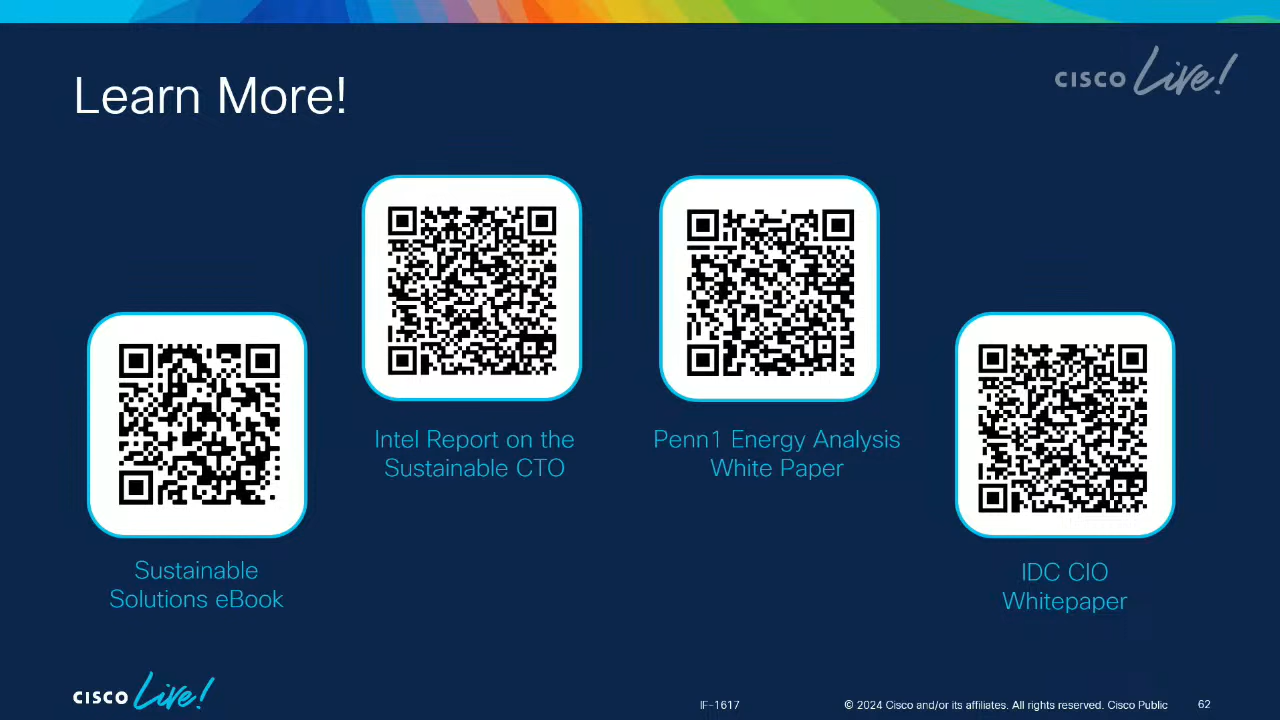 CISCO Live!
Learn More!
Intel Report on the
Sustainable CTO
Penn1 Energy Analysis
White Paper
Sustainable
Solutions eBook
IDC CIO
Whitepaper
CISCO Live!
IF-1617
© 2024 Cisco and/or its affiliates. All rights reserved. Cisco Public
62